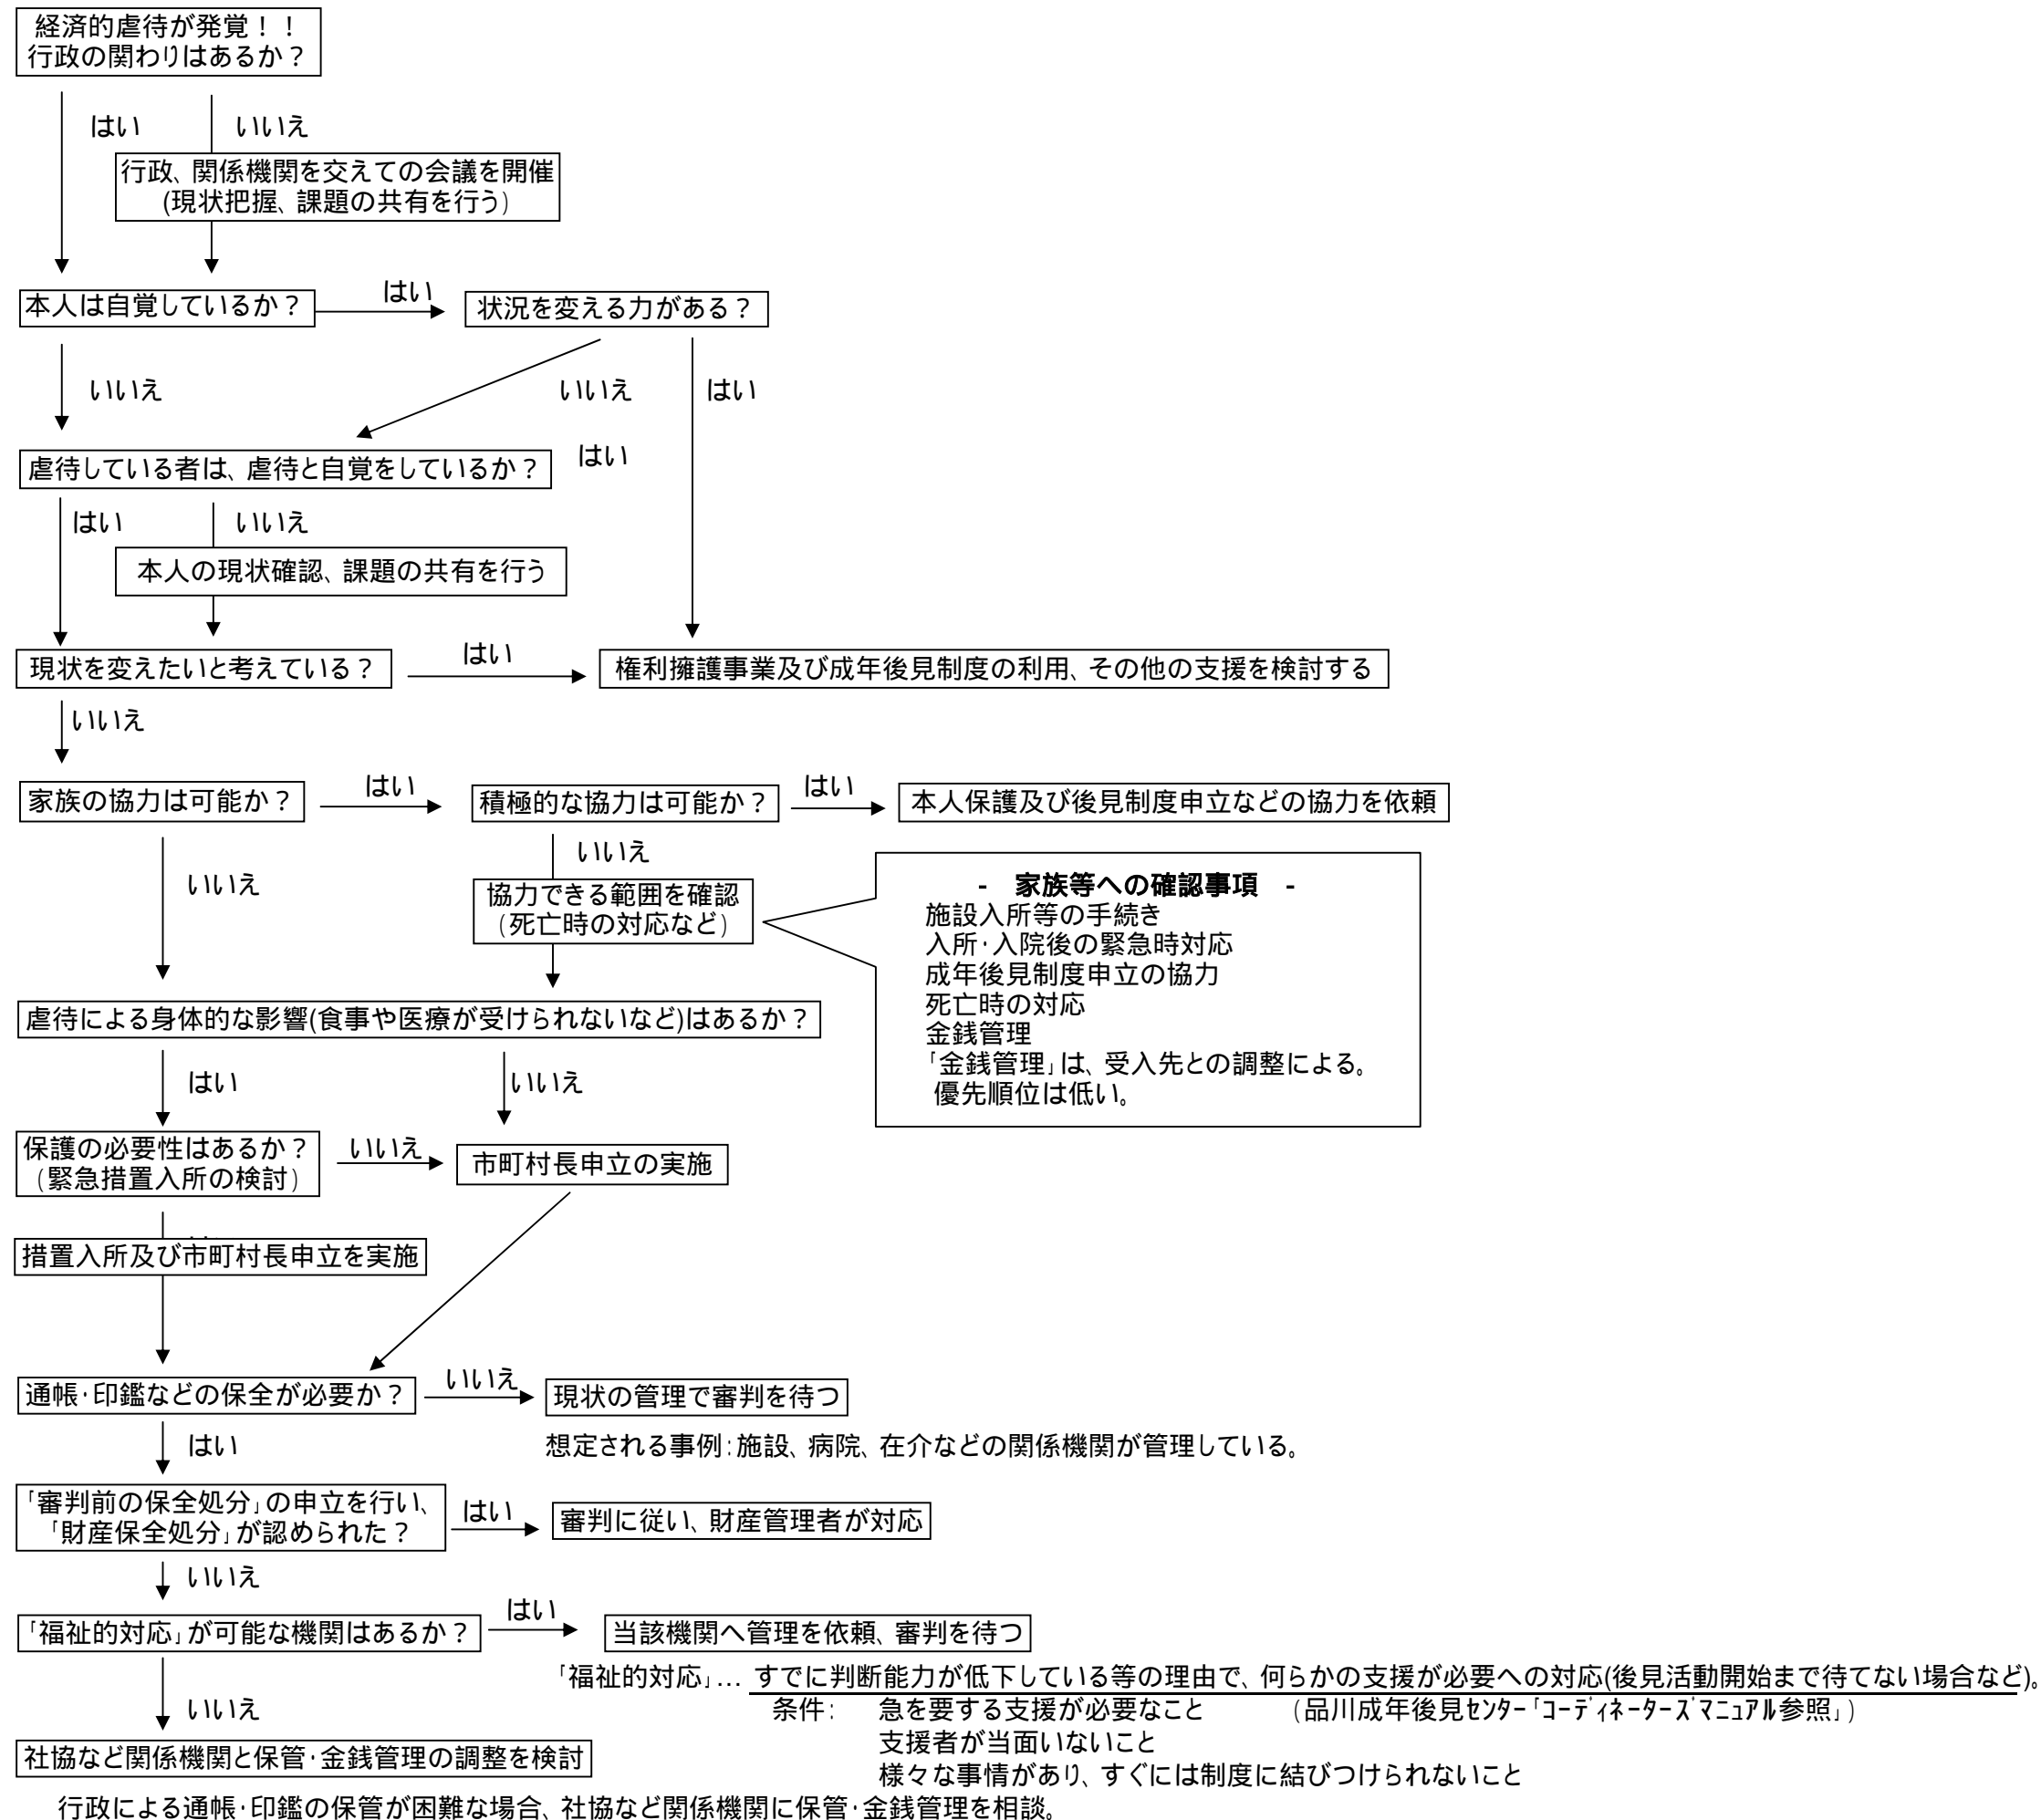 経済的虐待が発覚！！
行政の関わりはあるか？
はい
いいえ
行政、関係機関を交えての会議を開催
(現状把握、課題の共有を行う)
本人は自覚しているか？
はい
状況を変える力がある？
いいえ
いいえ
はい
虐待している者は、虐待と自覚をしているか？
はい
はい
いいえ
本人の現状確認、課題の共有を行う
現状を変えたいと考えている？
はい
権利擁護事業及び成年後見制度の利用、その他の支援を検討する
いいえ
家族の協力は可能か？
はい
積極的な協力は可能か？
はい
本人保護及び後見制度申立などの協力を依頼
いいえ
いいえ
協力できる範囲を確認
(死亡時の対応など)
- 家族等への確認事項 -
施設入所等の手続き
入所・入院後の緊急時対応
成年後見制度申立の協力
死亡時の対応
金銭管理
「金銭管理」は、受入先との調整による。
優先順位は低い。
虐待による身体的な影響(食事や医療が受けられないなど)はあるか？
はい
いいえ
保護の必要性はあるか？
(緊急措置入所の検討)
いいえ
市町村長申立の実施
措置入所及び市町村長申立を実施
通帳・印鑑などの保全が必要か？
いいえ
現状の管理で審判を待つ
はい
想定される事例：施設、病院、在介などの関係機関が管理している。
「審判前の保全処分」の申立を行い、
「財産保全処分」が認められた？
はい
審判に従い、財産管理者が対応
いいえ
「福祉的対応」が可能な機関はあるか？
はい
当該機関へ管理を依頼、審判を待つ
「福祉的対応」… すでに判断能力が低下している等の理由で、何らかの支援が必要への対応(後見活動開始まで待てない場合など)。
いいえ
条件： 急を要する支援が必要なこと (品川成年後見ｾﾝﾀｰ「ｺｰﾃﾞｨﾈｰﾀｰｽﾞﾏﾆｭｱﾙ参照」)
支援者が当面いないこと
社協など関係機関と保管・金銭管理の調整を検討
様々な事情があり、すぐには制度に結びつけられないこと
行政による通帳・印鑑の保管が困難な場合、社協など関係機関に保管・金銭管理を相談。